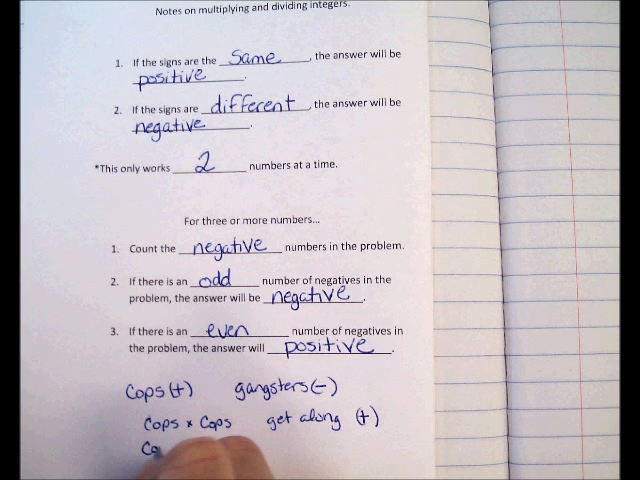 Notes on multiplying and dividing integers.
1. If the signs are the same, the answer will be
positive.
2. If the signs are different, the answer will be
negative.
*This only works 2 numbers at a time.
For three or more numbers...
1. Count the negative numbers in the problem.
2. If there is an odd number of negatives in the
problem, the answer will be negative.
3. If there is an even number of negatives in
the problem, the answer will positive.
Cops (+) gangsters (-)
Cops x Cops get along (+)
Co